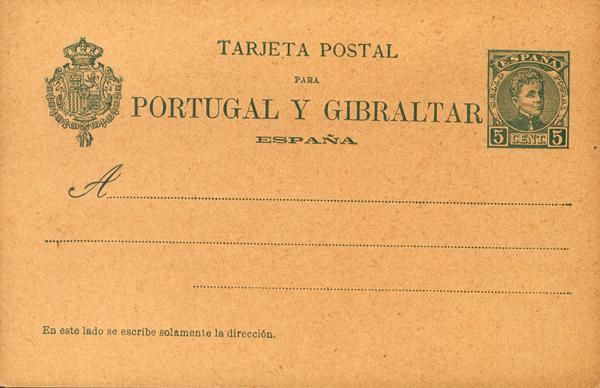 TARJETA POSTAL
PARA
PORTUGAL Y GIBRALTAR
ESPAÑA
ESPAÑA
5 CENT. 5
A
En este lado se escribe solamente la dirección.